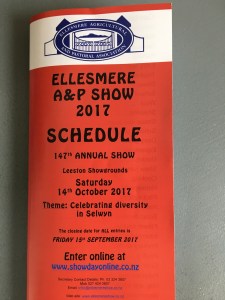 ELLESMERE AGRICULTURAL
AND PASTORAL ASSOCIATION
ELLESMERE
A&P SHOW
2017
SCHEDULE
147th ANNUAL SHOW
Leeston Showgrounds
Saturday
14th October 2017
Theme: Celebrating diversity
in Selwyn
The closing date for ALL entries is
FRIDAY 15th SEPTEMBER 2017
Enter online at
www.showdayonline.co.nz